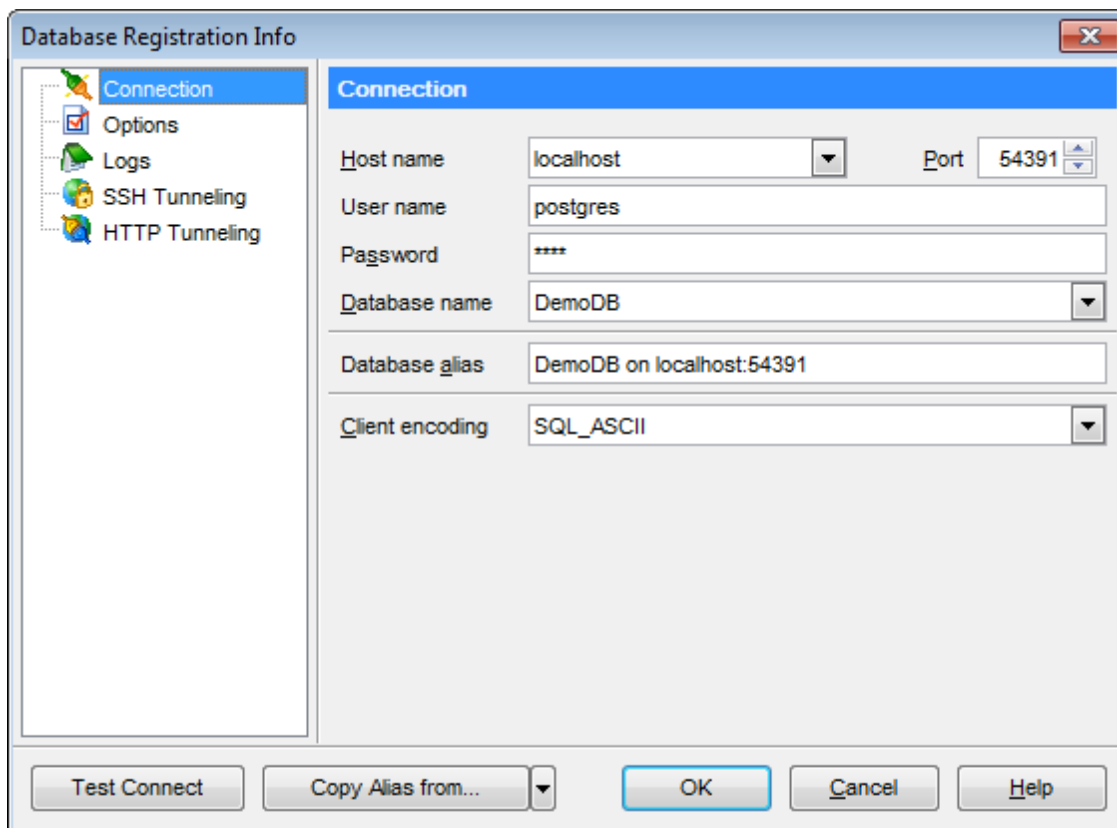 Database Registration Info
Connection
Options
Logs
SSH Tunneling
HTTP Tunneling
Connection
Host name localhost Port 54391
User name postgres
Password ****
Database name DemoDB
Database alias DemoDB on localhost:54391
Client encoding SQL_ASCII
Test Connect Copy Alias from... OK Cancel Help